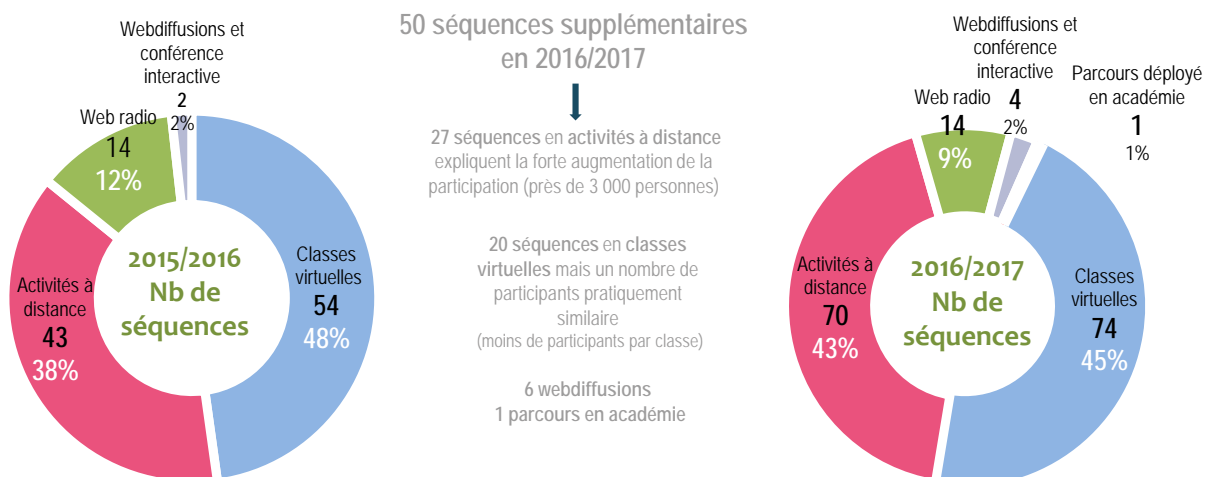 Webdiffusions et
conférence
interactive
2
2%
Web radio
14
12%
Classes
virtuelles
54
48%
Activités à
distance
43
38%
2015/2016
Nb de
séquences
50 séquences supplémentaires
en 2016/2017
27 séquences en activités à distance
expliquent la forte augmentation de la
participation (près de 3 000 personnes)
20 séquences en classes
virtuelles mais un nombre de
participants pratiquement
similaire
(moins de participants par classe)
6 webdiffusions
1 parcours en académie
Webdiffusions et
conférence
interactive
4
2%
Parcours déployé
en académie
1
1%
Web radio
14
9%
Classes
virtuelles
74
45%
Activités à
distance
70
43%
2016/2017
Nb de
séquences